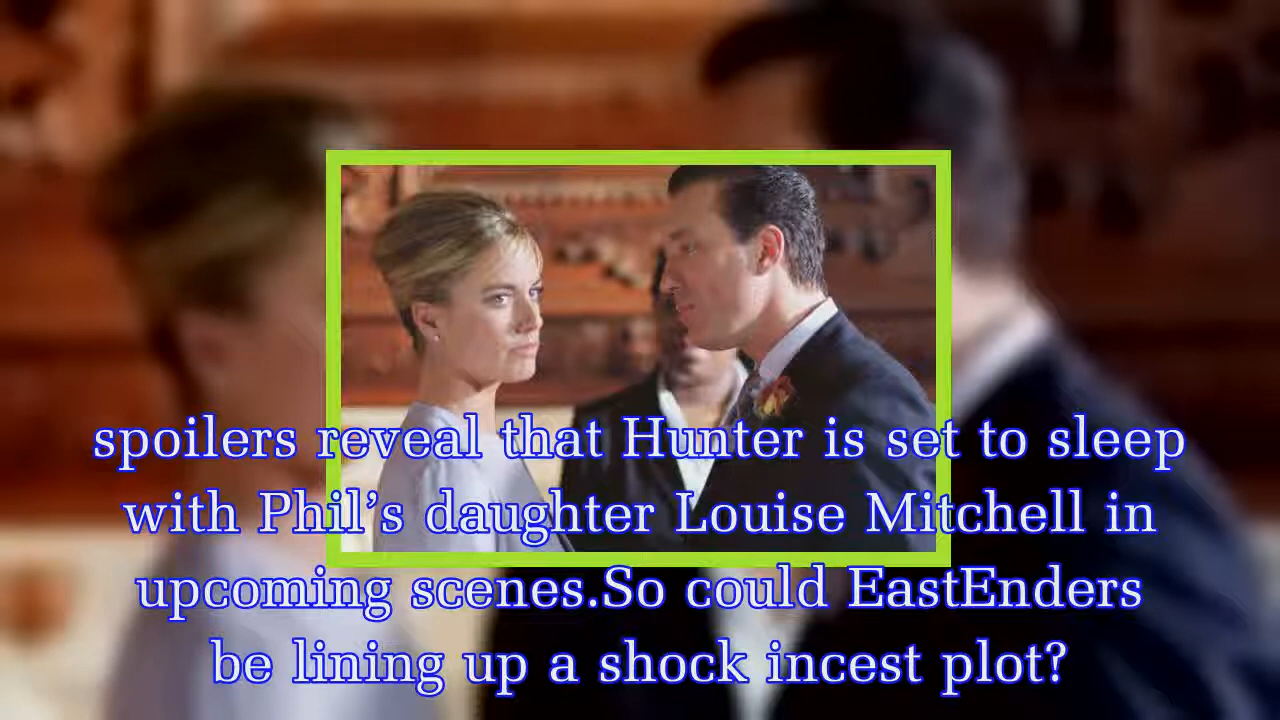 spoilers reveal that Hunter is set to sleep
with Phil’s daughter Louise Mitchell in
upcoming scenes.So could EastEnders
be lining up a shock incest plot?